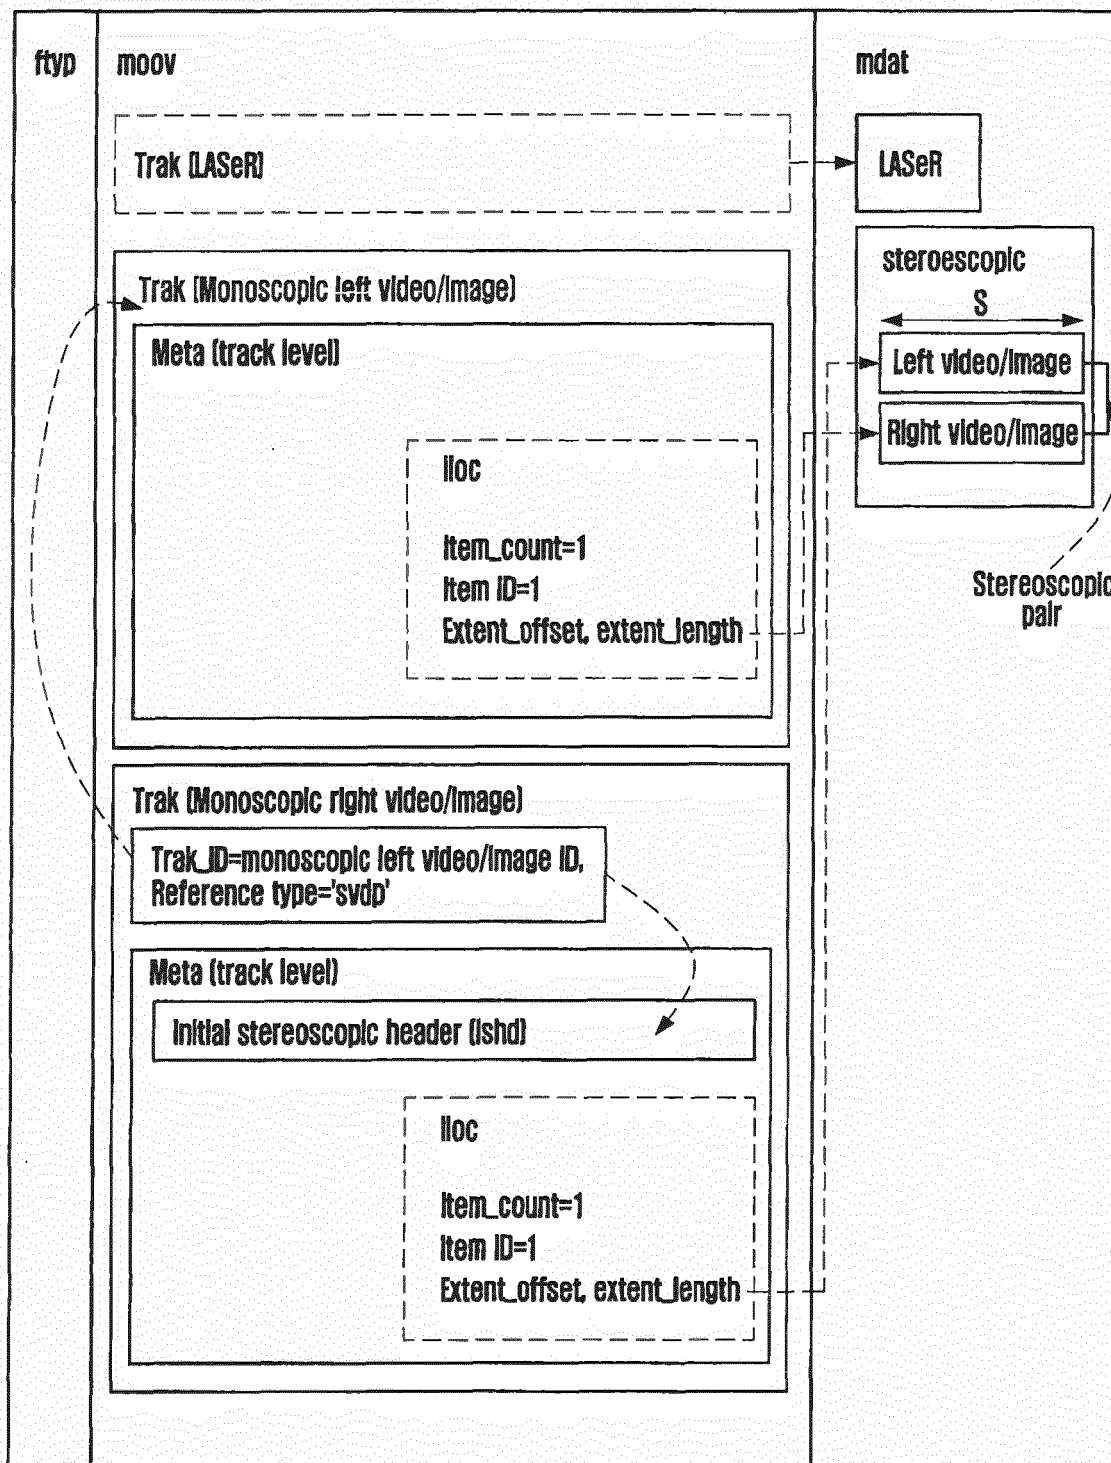 ftyp
moov
mdat
Trak (LASeR)
LASeR
Trak (Monoscopic left video/image)
Meta (track level)
iloc
Item_count=1
Item ID=1
Extent_offset, extent_length
steroescopic
S
Left video/image
Right video/image
Stereoscopic
pair
Trak (Monoscopic right video/image)
Trak_ID=monoscopic left video/image ID,
Reference type='svdp'
Meta (track level)
Initial stereoscopic header (ishd)
iloc
Item_count=1
Item ID=1
Extent_offset, extent_length